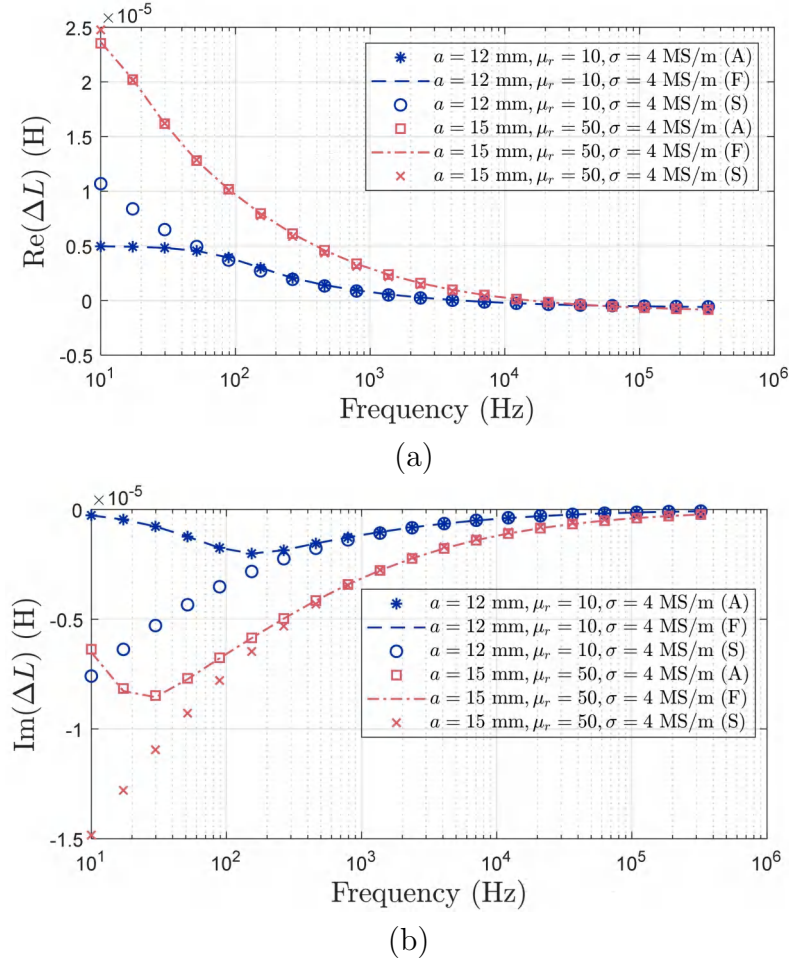 ×10⁻⁵
2.5
2
1.5
1
0.5
0
-0.5
Re(ΔL) (H)
a = 12 mm, μᵣ = 10, σ = 4 MS/m (A)
a = 12 mm, μᵣ = 10, σ = 4 MS/m (F)
a = 12 mm, μᵣ = 10, σ = 4 MS/m (S)
a = 15 mm, μᵣ = 50, σ = 4 MS/m (A)
a = 15 mm, μᵣ = 50, σ = 4 MS/m (F)
a = 15 mm, μᵣ = 50, σ = 4 MS/m (S)
10¹ 10² 10³ 10⁴ 10⁵ 10⁶
Frequency (Hz)
(a)
×10⁻⁵
0
-0.5
-1
-1.5
Im(ΔL) (H)
a = 12 mm, μᵣ = 10, σ = 4 MS/m (A)
a = 12 mm, μᵣ = 10, σ = 4 MS/m (F)
a = 12 mm, μᵣ = 10, σ = 4 MS/m (S)
a = 15 mm, μᵣ = 50, σ = 4 MS/m (A)
a = 15 mm, μᵣ = 50, σ = 4 MS/m (F)
a = 15 mm, μᵣ = 50, σ = 4 MS/m (S)
10¹ 10² 10³ 10⁴ 10⁵ 10⁶
Frequency (Hz)
(b)